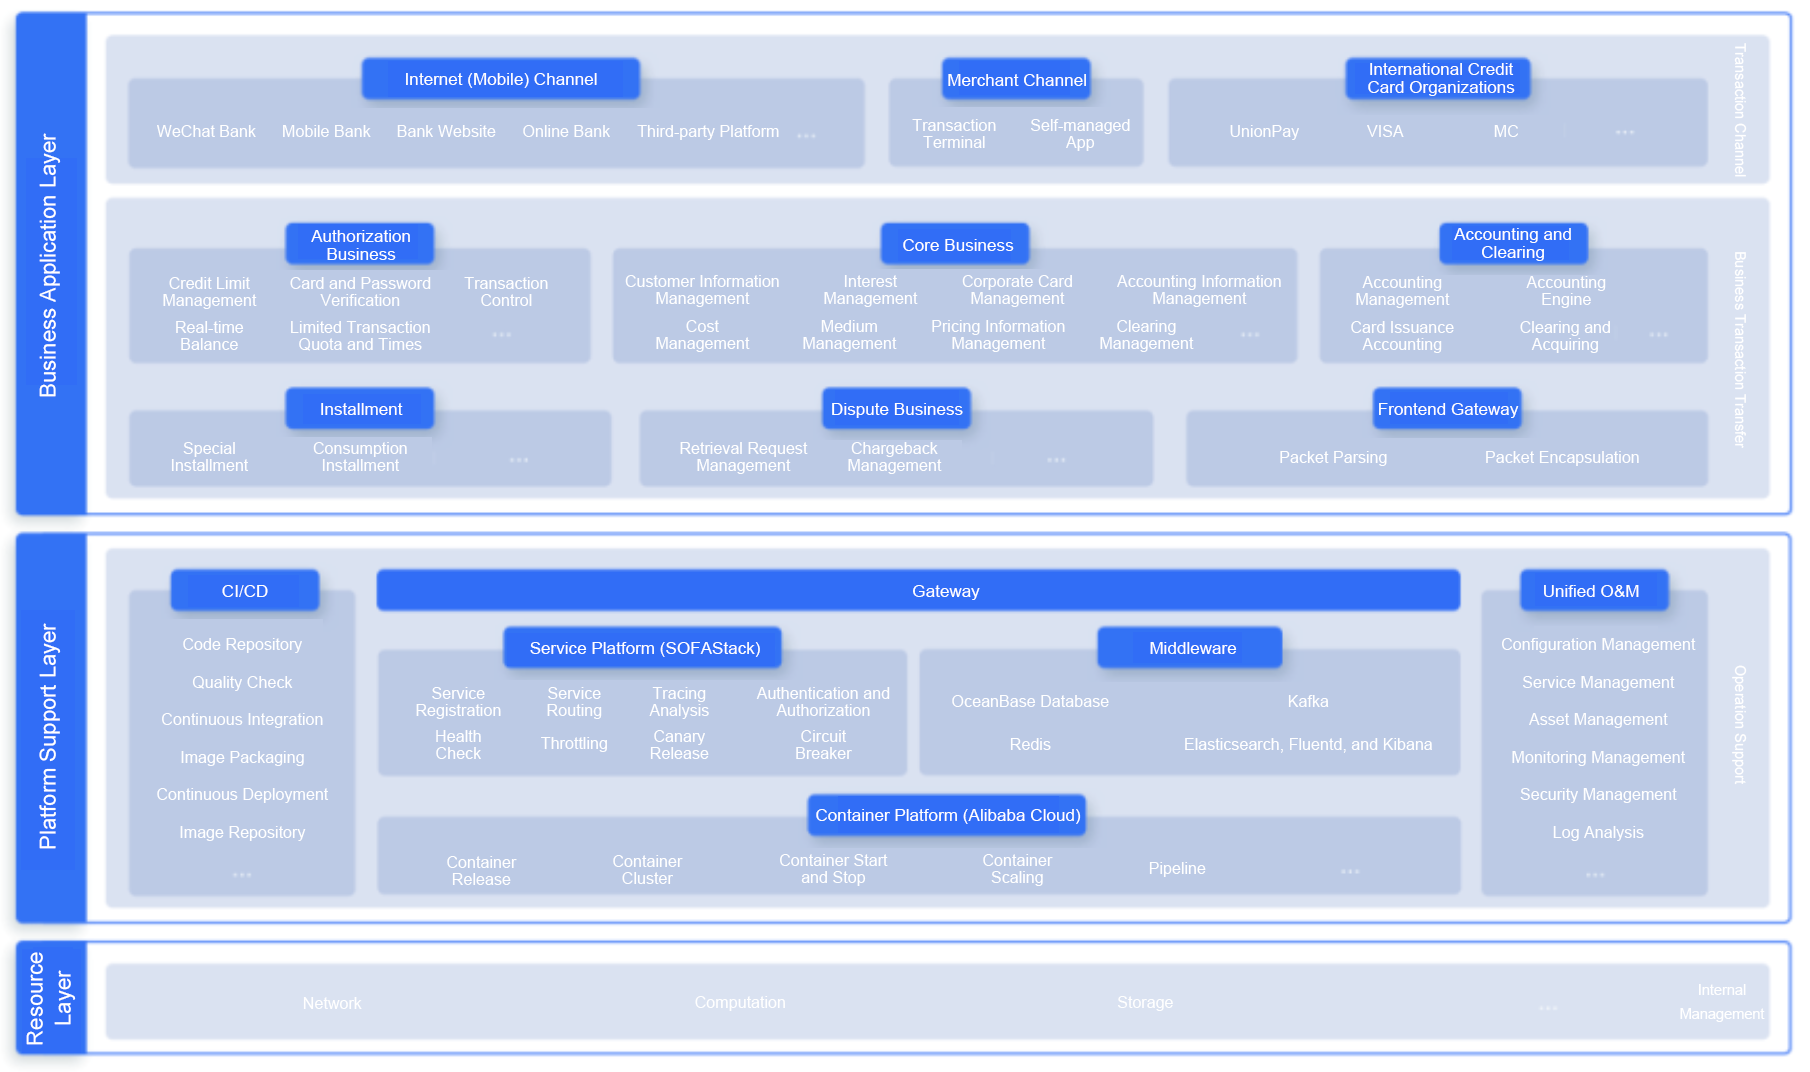 Business Application Layer
Transaction Channel
Internet (Mobile) Channel
WeChat Bank
Mobile Bank
Bank Website
Online Bank
Third-party Platform
...
Merchant Channel
Transaction
Terminal
Self-managed
App
International Credit
Card Organizations
UnionPay
VISA
MC
...
Business Transaction Transfer
Authorization
Business
Credit Limit
Management
Card and Password
Verification
Transaction
Control
Real-time
Balance
Limited Transaction
Quota and Times
...
Core Business
Customer Information
Management
Interest
Management
Corporate Card
Management
Accounting Information
Management
Cost
Management
Medium
Management
Pricing Information
Management
Clearing
Management
...
Accounting and
Clearing
Accounting
Management
Accounting
Engine
Card Issuance
Accounting
Clearing and
Acquiring
...
Installment
Special
Installment
Consumption
Installment
...
Dispute Business
Retrieval Request
Management
Chargeback
Management
...
Frontend Gateway
Packet Parsing
Packet Encapsulation
Platform Support Layer
Operation Support
CI/CD
Code Repository
Quality Check
Continuous Integration
Image Packaging
Continuous Deployment
Image Repository
...
Gateway
Service Platform (SOFAStack)
Service
Registration
Service
Routing
Tracing
Analysis
Authentication and
Authorization
Health
Check
Throttling
Canary
Release
Circuit
Breaker
Middleware
OceanBase Database
Kafka
Redis
Elasticsearch, Fluentd, and Kibana
Container Platform (Alibaba Cloud)
Container
Release
Container
Cluster
Container Start
and Stop
Container
Scaling
Pipeline
...
Unified O&M
Configuration Management
Service Management
Asset Management
Monitoring Management
Security Management
Log Analysis
...
Resource
Layer
Network
Computation
Storage
...
Internal
Management